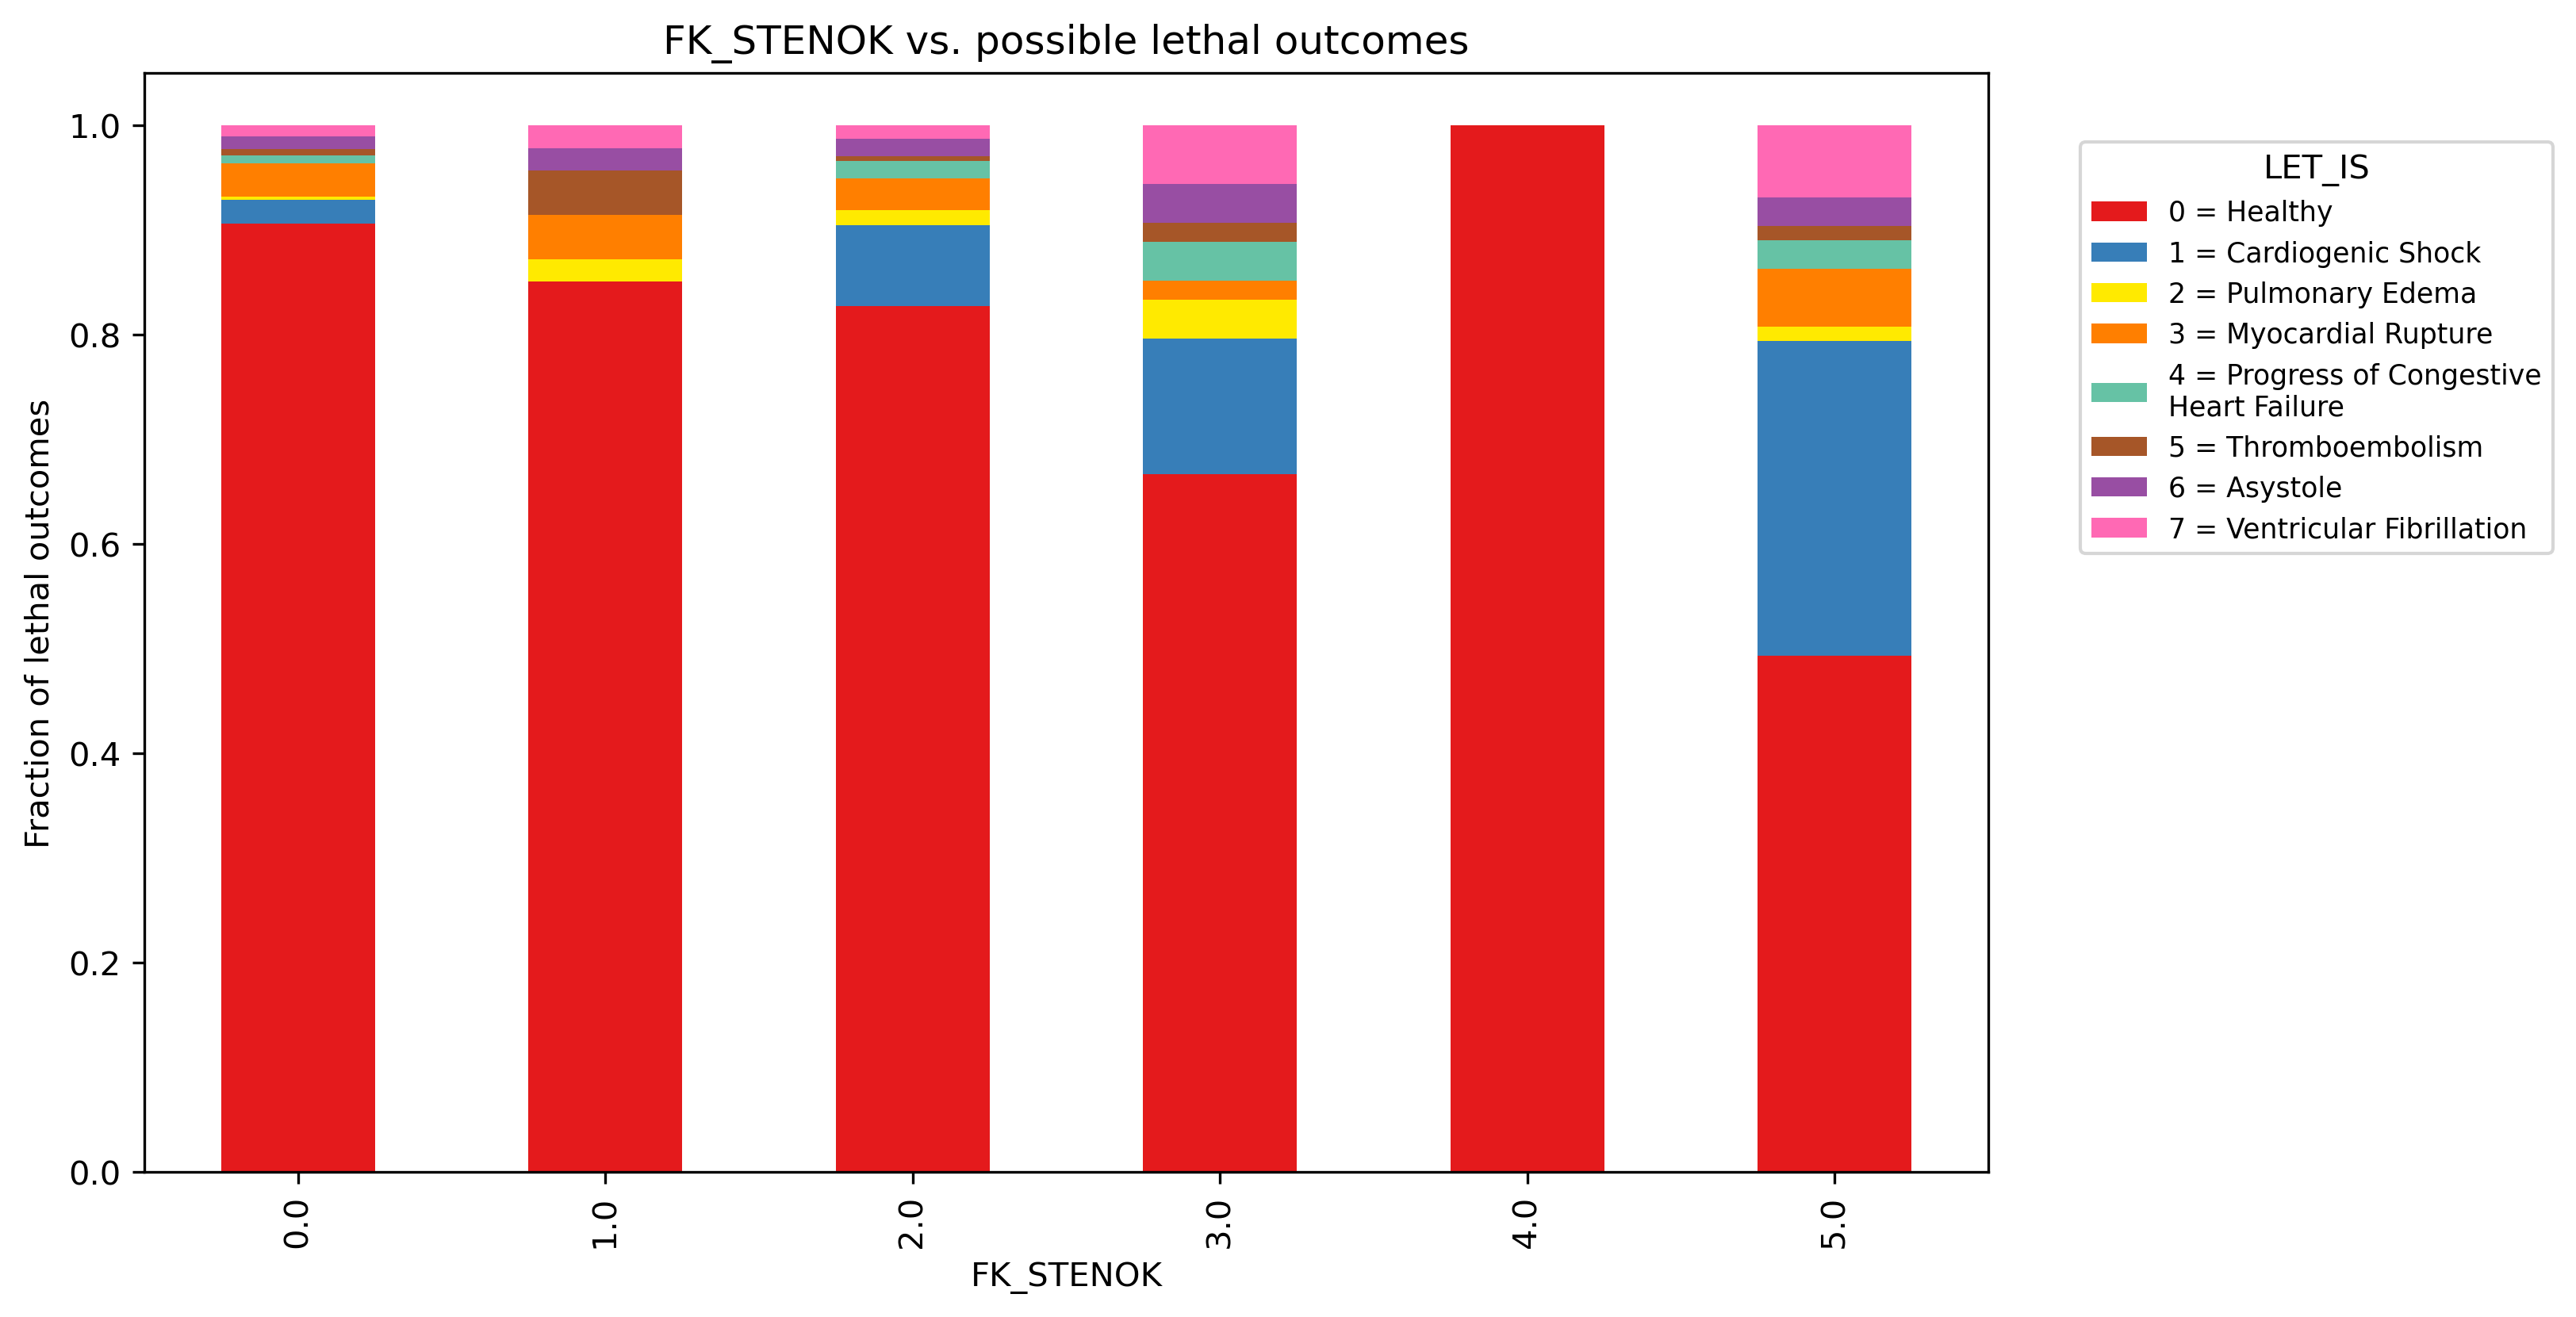 FK_STENOK vs. possible lethal outcomes
Fraction of lethal outcomes
1.0
0.8
0.6
0.4
0.2
0.0
0.0
1.0
2.0
3.0
4.0
5.0
FK_STENOK
LET_IS
0 = Healthy
1 = Cardiogenic Shock
2 = Pulmonary Edema
3 = Myocardial Rupture
4 = Progress of Congestive
Heart Failure
5 = Thromboembolism
6 = Asystole
7 = Ventricular Fibrillation